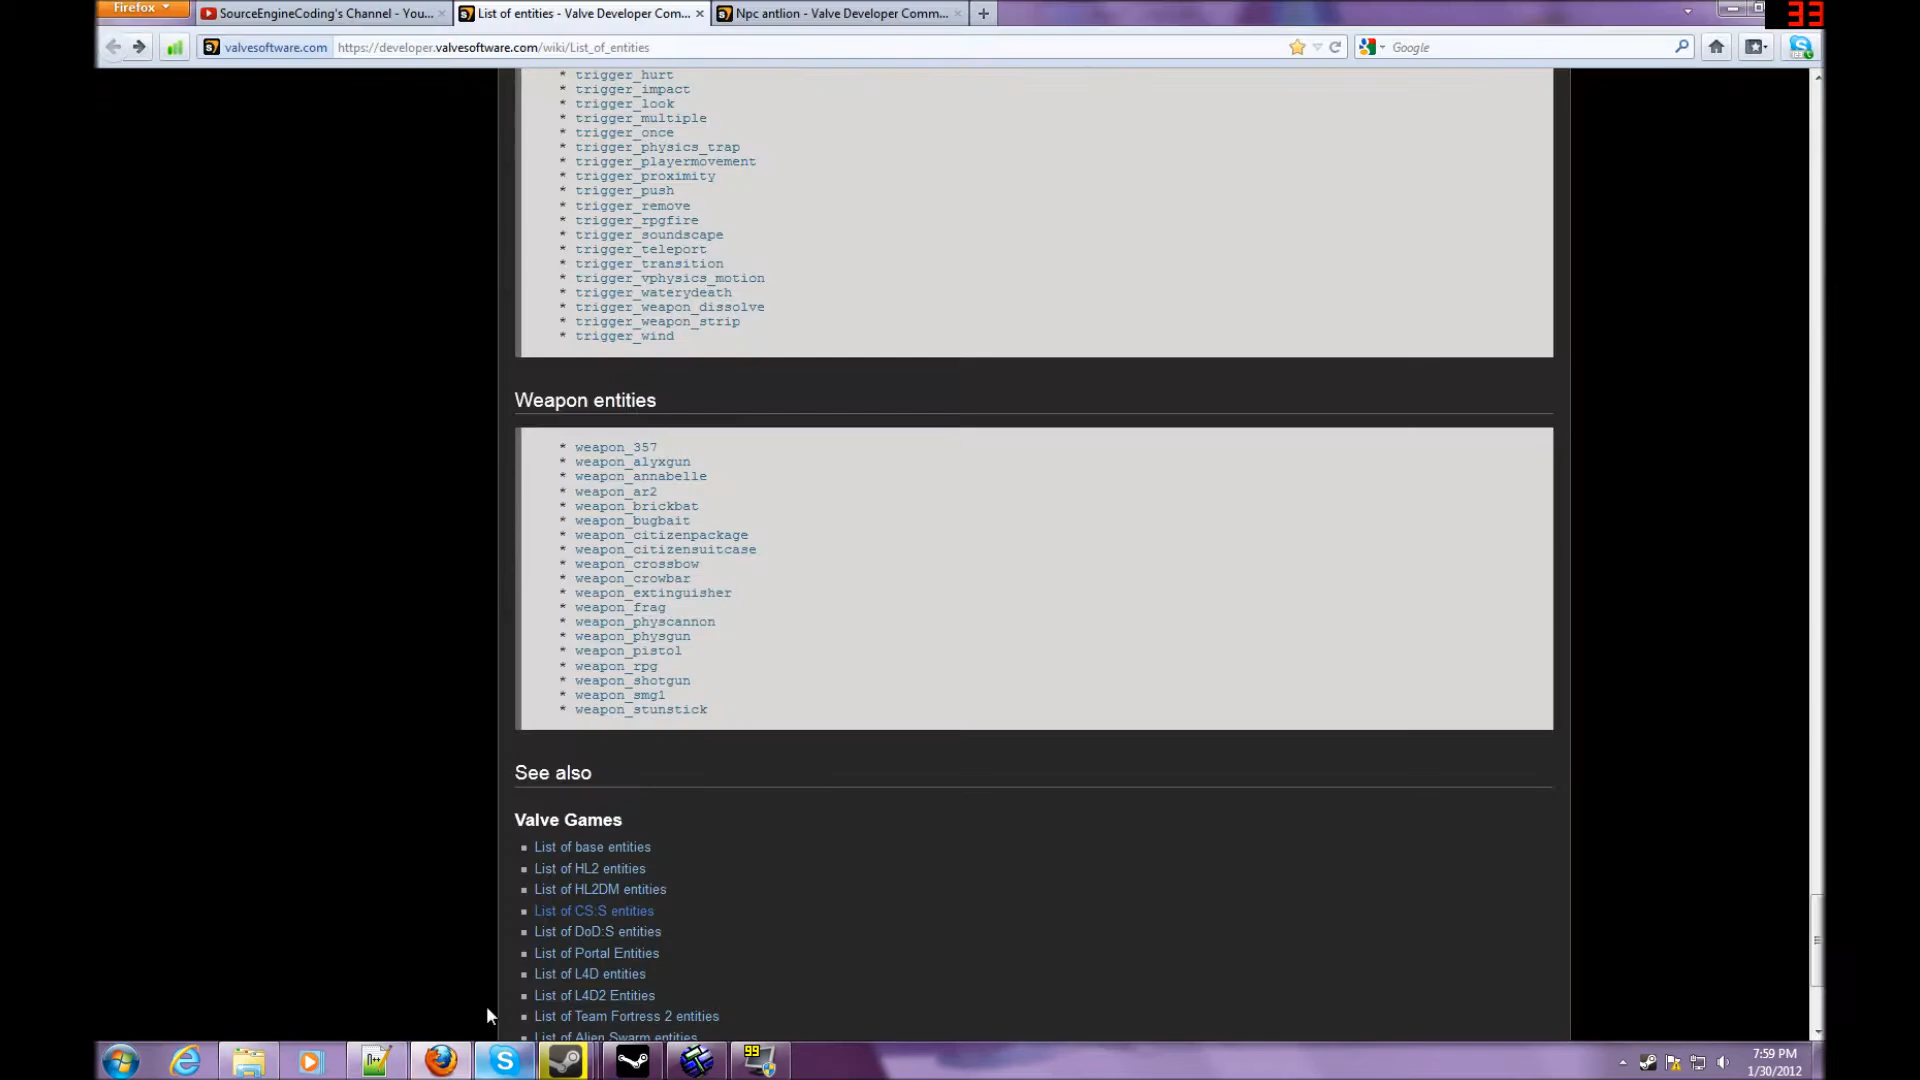 Firefox
SourceEngineCoding's Channel - You...
List of entities - Valve Developer Com...
Npc antlion - Valve Developer Comm...
33
valvesoftware.com
https://developer.valvesoftware.com/wiki/List_of_entities
Google
* trigger_hurt
* trigger_impact
* trigger_look
* trigger_multiple
* trigger_once
* trigger_physics_trap
* trigger_playermovement
* trigger_proximity
* trigger_push
* trigger_remove
* trigger_rpgfire
* trigger_soundscape
* trigger_teleport
* trigger_transition
* trigger_vphysics_motion
* trigger_waterydeath
* trigger_weapon_dissolve
* trigger_weapon_strip
* trigger_wind
Weapon entities
* weapon_357
* weapon_alyxgun
* weapon_annabelle
* weapon_ar2
* weapon_brickbat
* weapon_bugbait
* weapon_citizenpackage
* weapon_citizensuitcase
* weapon_crossbow
* weapon_crowbar
* weapon_extinguisher
* weapon_frag
* weapon_physcannon
* weapon_physgun
* weapon_pistol
* weapon_rpg
* weapon_shotgun
* weapon_smg1
* weapon_stunstick
See also
Valve Games
List of base entities
List of HL2 entities
List of HL2DM entities
List of CS:S entities
List of DoD:S entities
List of Portal Entities
List of L4D entities
List of L4D2 Entities
List of Team Fortress 2 entities
List of Alien Swarm entities
99
7:59 PM
1/30/2012